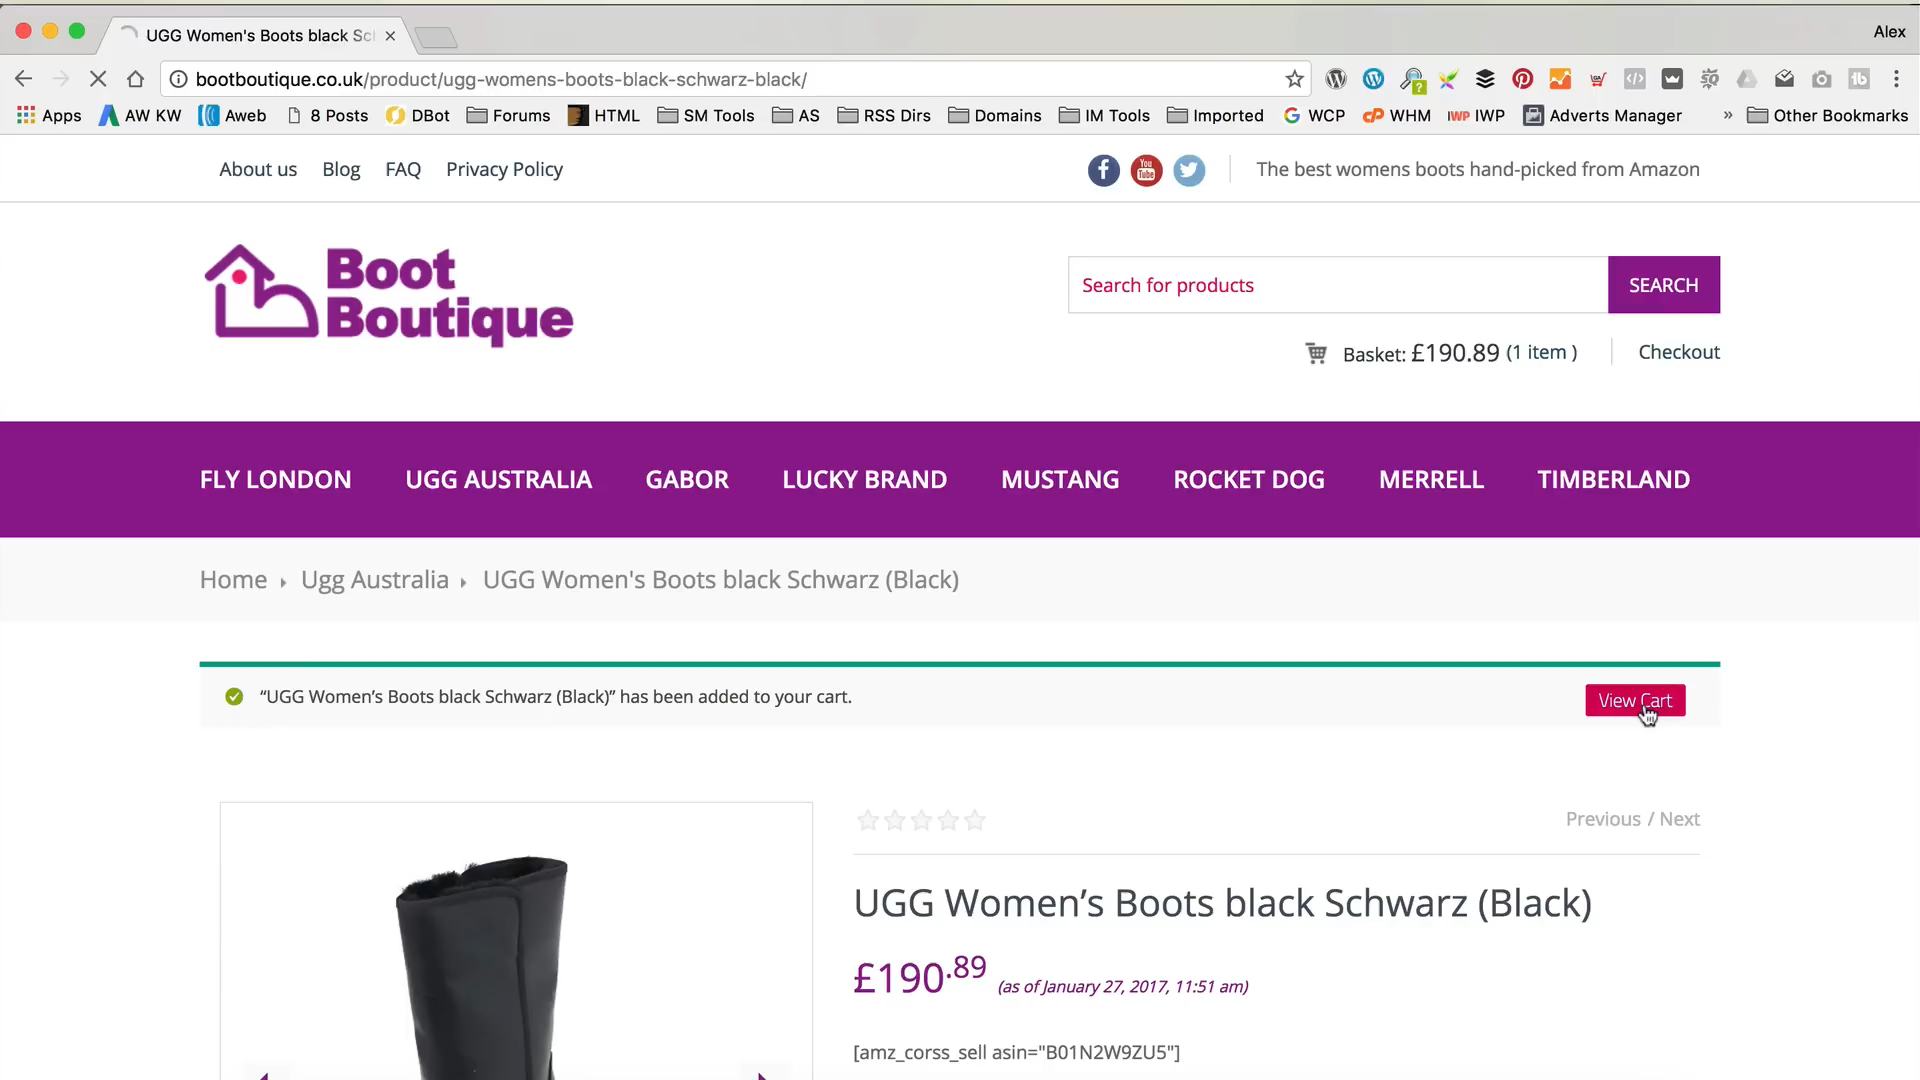 UGG Women's Boots black Sc
Alex
bootboutique.co.uk/product/ugg-womens-boots-black-schwarz-black/
Apps AW KW Aweb 8 Posts DBot Forums HTML SM Tools AS RSS Dirs Domains IM Tools Imported WCP WHM IWP Adverts Manager » Other Bookmarks
About us Blog FAQ Privacy Policy
You Tube
The best womens boots hand-picked from Amazon
Boot
Boutique
Search for products SEARCH
Basket: £190.89 (1 item ) Checkout
FLY LONDON UGG AUSTRALIA GABOR LUCKY BRAND MUSTANG ROCKET DOG MERRELL TIMBERLAND
Home Ugg Australia UGG Women's Boots black Schwarz (Black)
“UGG Women’s Boots black Schwarz (Black)” has been added to your cart. View Cart
Previous / Next
UGG Women’s Boots black Schwarz (Black)
£190.89 (as of January 27, 2017, 11:51 am)
[amz_corss_sell asin="B01N2W9ZU5"]